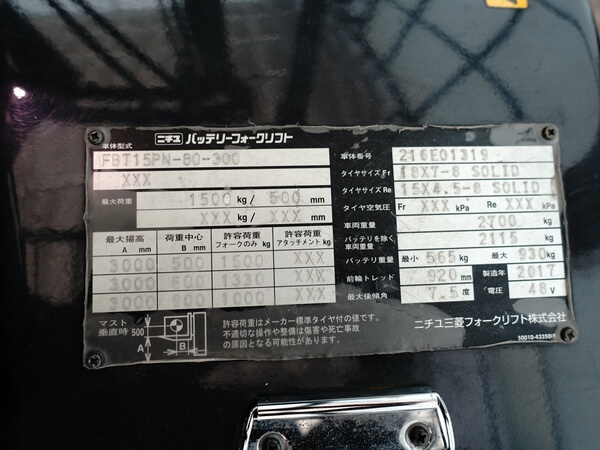 ニチユ バッテリーフォークリフト
車体型式 FBT15PN-80-300
XXX
最大荷重 1500 kg / 500 mm
XXX kg / XXX mm
最大揚高 A mm 荷重中心 B mm 許容荷重 フォークのみ kg 許容荷重 アタッチメント kg
3000 500 1500 XXX
3000 XXX
3000 900 1000 XXX
マスト垂直時 500 A B
許容荷重はメーカー標準タイヤ付の値です。
不適切な操作や整備は傷害や死亡事故
の原因となる可能性があります。
車体番号 216E01319
タイヤサイズ Fr 18X7-8 SOLID
タイヤサイズ Re 15X4.5-8 SOLID
タイヤ空気圧 Fr XXX kPa Re XXX kPa
車両重量 2700 kg
バッテリを除く車両重量 2115 kg
バッテリ重量 最小 565 kg 最大 930 kg
前輪トレッド 920 mm 製造年 2017
最大後傾角 7.5 度 電圧 48 V
ニチユ三菱フォークリフト株式会社